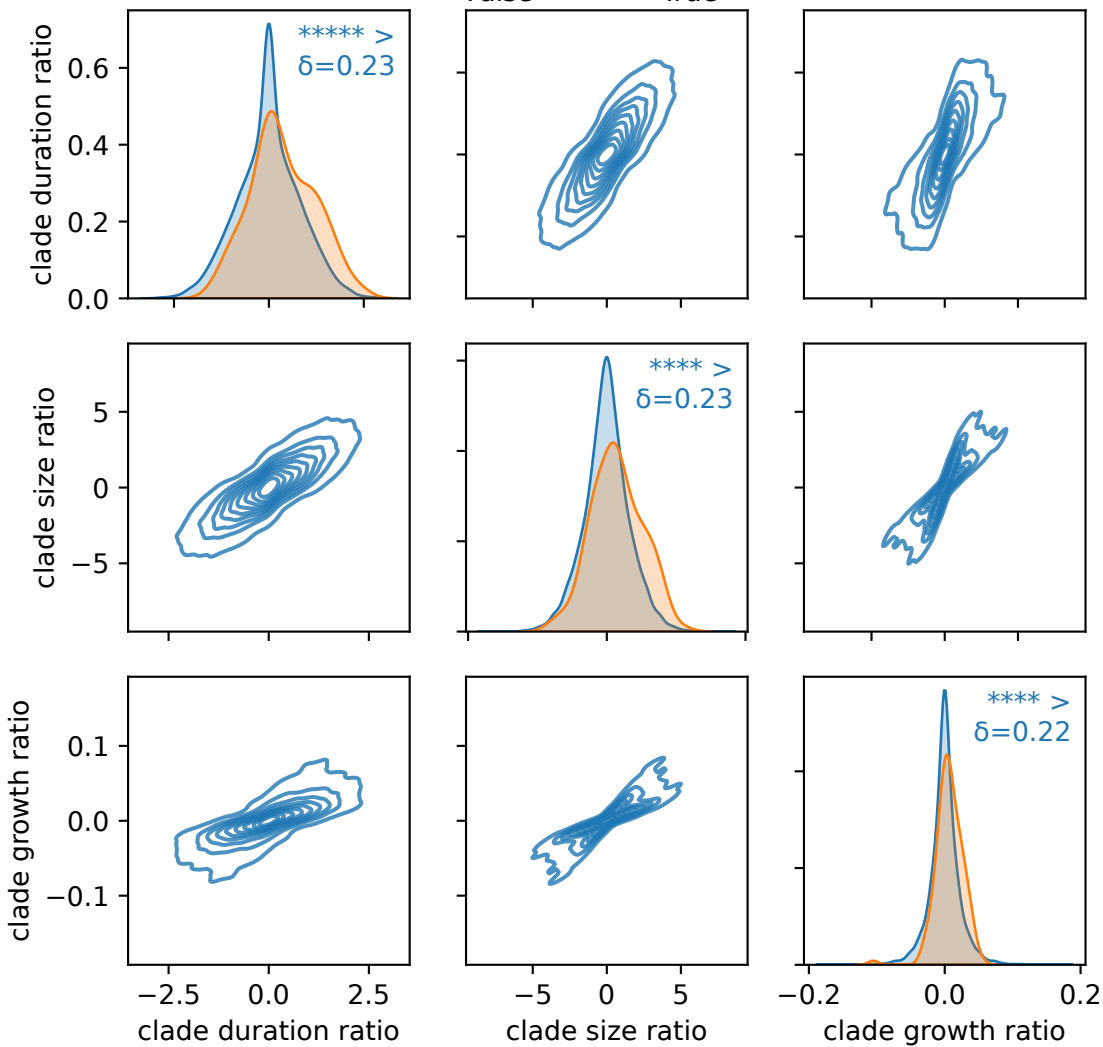 clade duration ratio
0.6
0.4
0.2
0.0
***** >
δ=0.23
clade size ratio
5
0
−5
**** >
δ=0.23
clade growth ratio
0.1
0.0
−0.1
**** >
δ=0.22
−2.5 0.0 2.5
−5 0 5
−0.2 0.0 0.2
clade duration ratio
clade size ratio
clade growth ratio